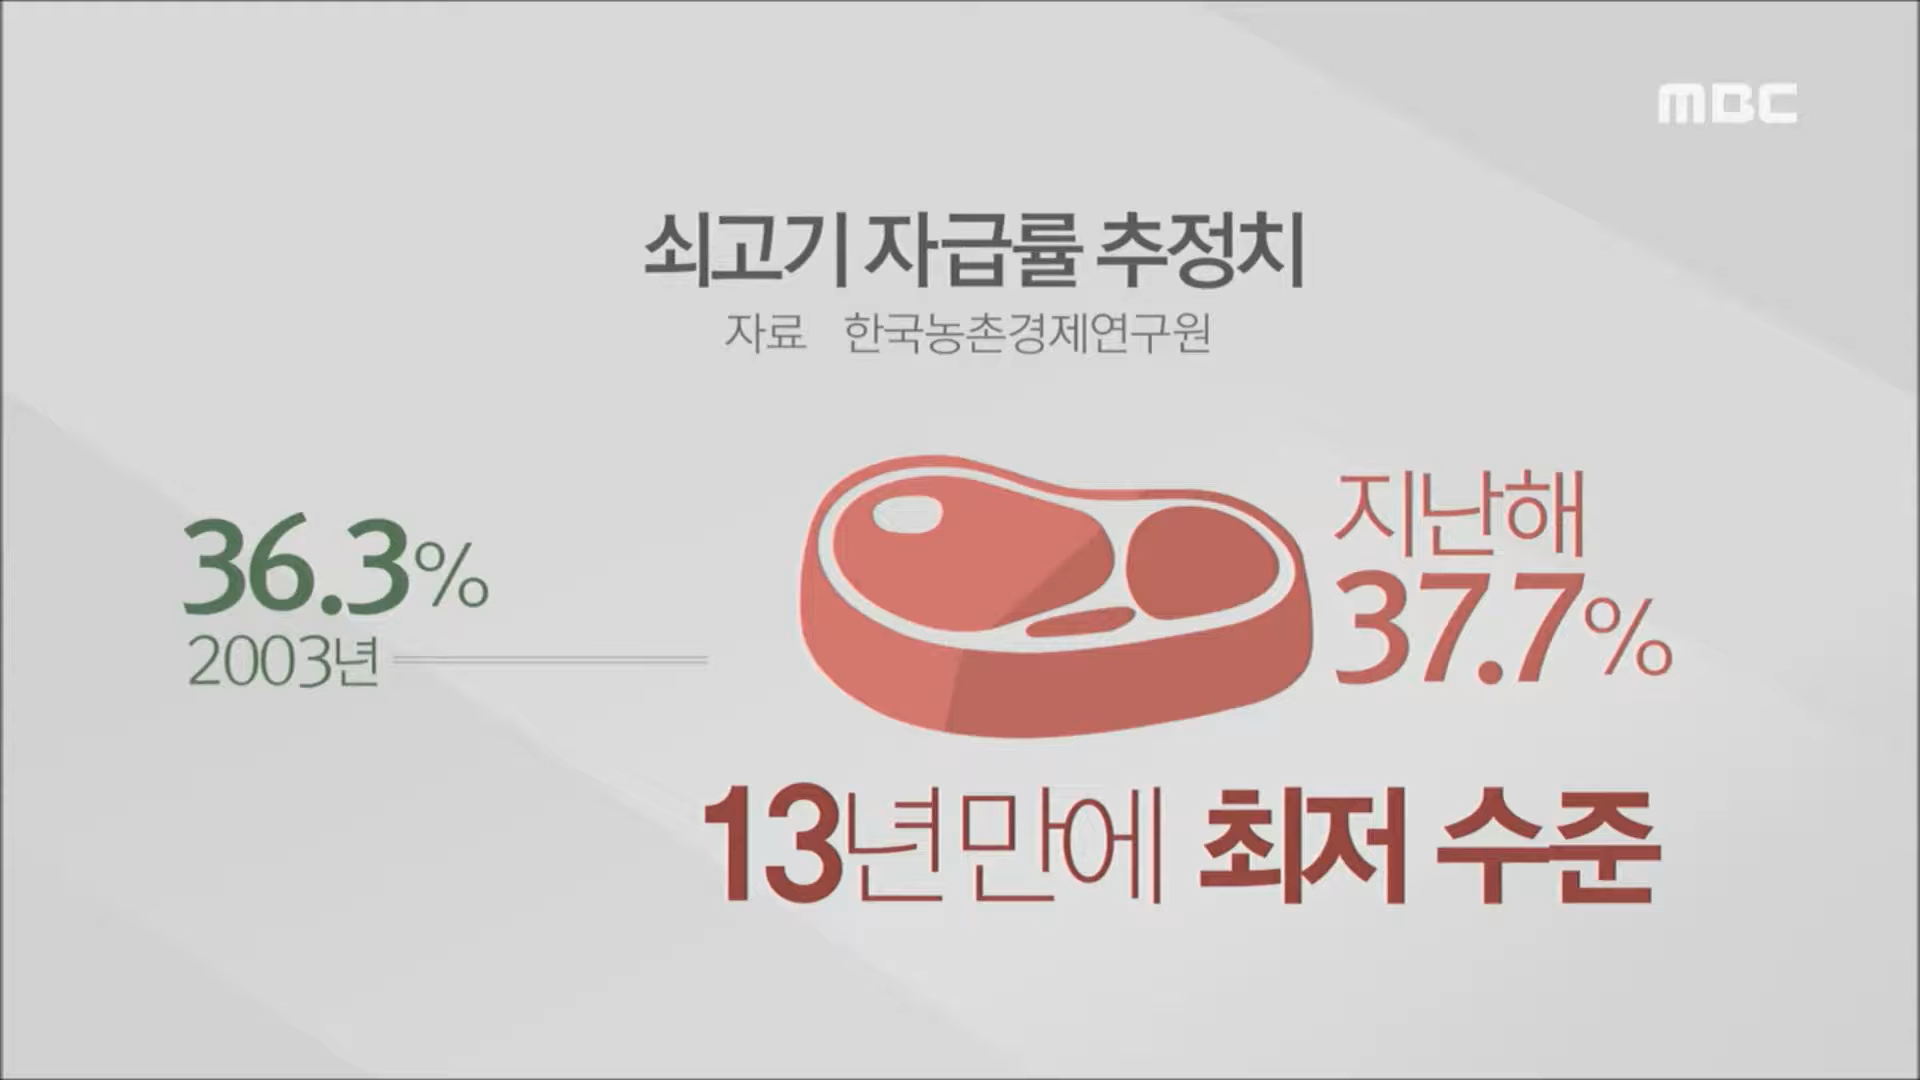 MBC
쇠고기 자급률 추정치
자료 한국농촌경제연구원
36.3%
2003년
지난해
37.7%
13년만에 최저 수준